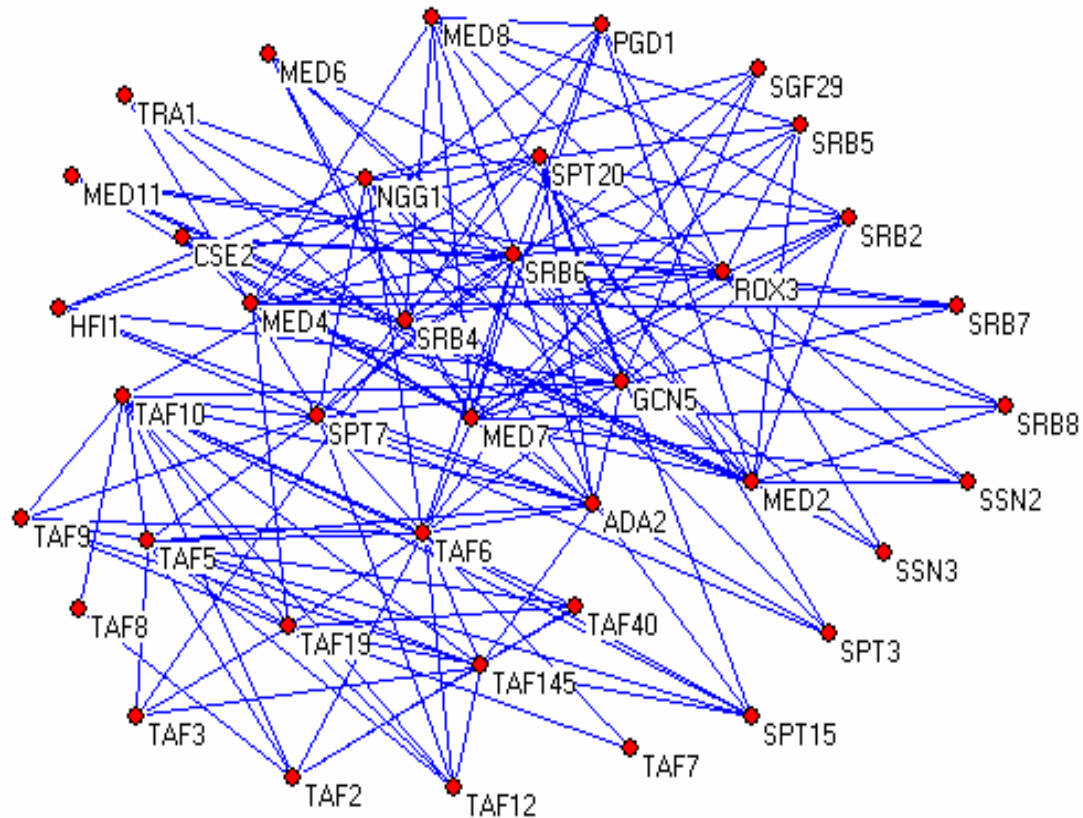 MED8
PGD1
MED6
SGF29
TRA1
SRB5
SPT20
MED11
NGG1
SRB2
CSE2
SRB6
ROX3
HFI1
MED4
SRB4
SRB7
GCN5
TAF10
SPT7
MED7
SRB8
MED2
SSN2
ADA2
TAF9
TAF5
TAF6
SSN3
TAF8
TAF19
TAF40
SPT3
TAF145
TAF3
SPT15
TAF7
TAF2
TAF12